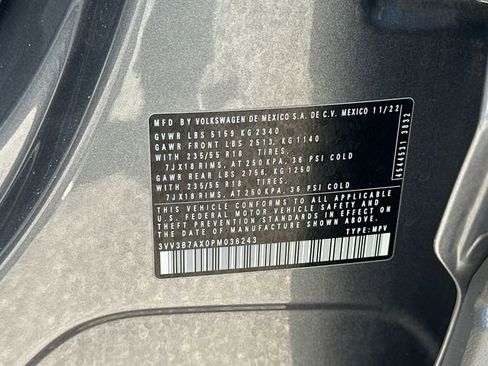 MFD BY VOLKSWAGEN DE MEXICO S.A. DE C.V. MEXICO 11/22
GVWR LBS 5159 KG 2340
GAWR FRONT LBS 2513, KG 1140
WITH 235/55 R18 TIRES,
7JX18 RIMS, AT 250KPA, 36 PSI COLD
GAWR REAR LBS 2756, KG1250
WITH 235/55 R18 TIRES,
7JX18 RIMS, AT 250KPA, 36 PSI COLD
THIS VEHICLE CONFORMS TO ALL APPLICABLE
U.S. FEDERAL MOTOR VEHICLE SAFETY AND
THEFT PREVENTION STANDARDS IN EFFECT ON
THE DATE OF MANUFACTURE SHOWN ABOVE.
3VV3B7AX0PM036243
TYPE: MPV